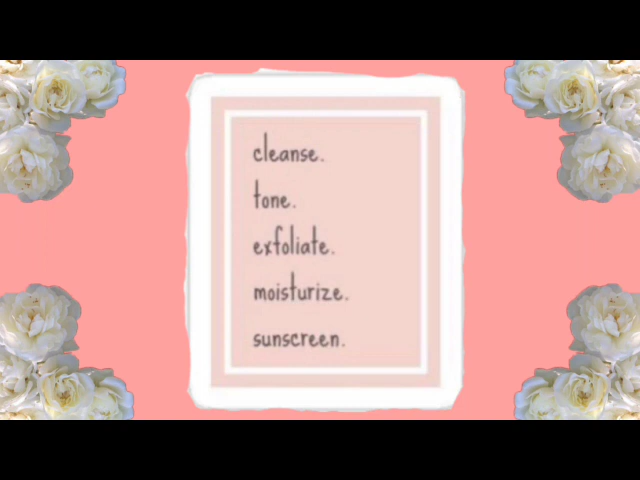 cleanse.
tone.
exfoliate.
moisturize.
sunscreen.